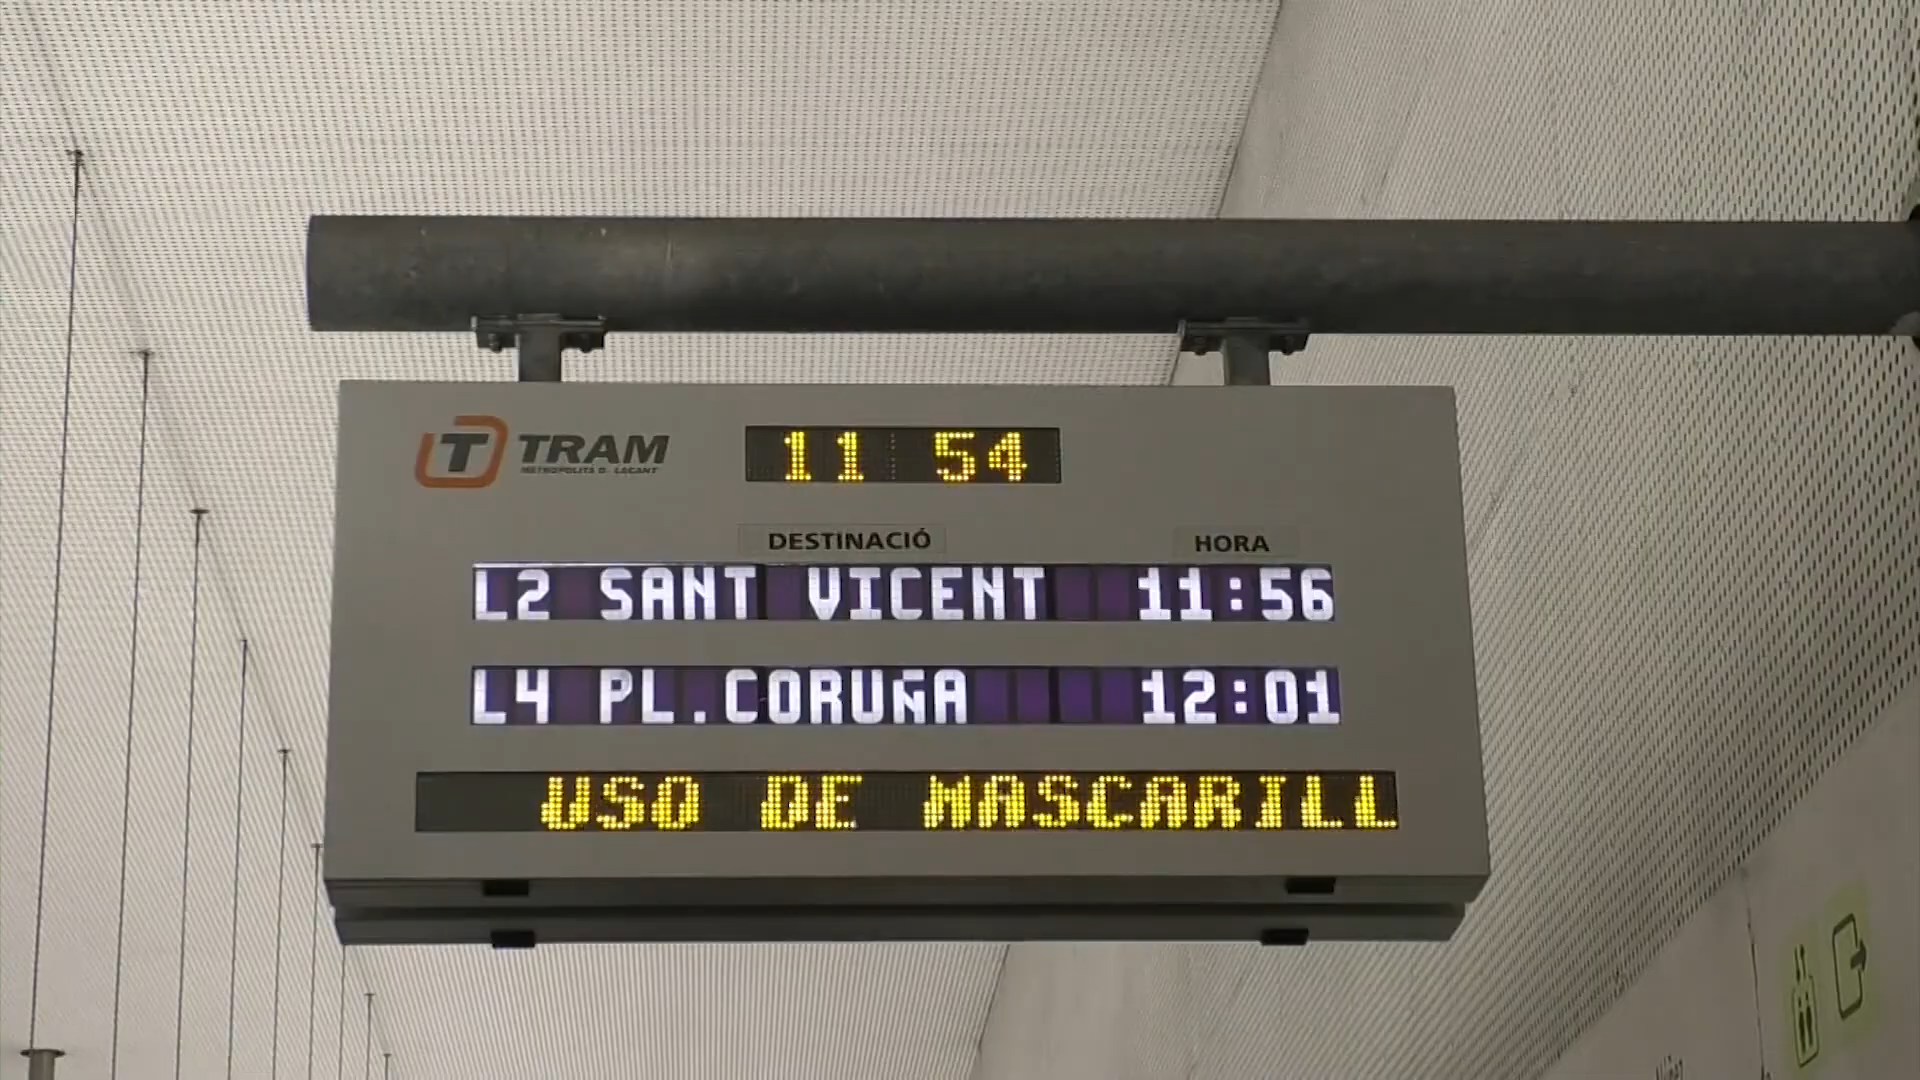 TRAM
11 54
DESTINACIÓ HORA
L2 SANT VICENT 11:56
L4 PL.CORUÑA 12:01
USO DE MASCARILL